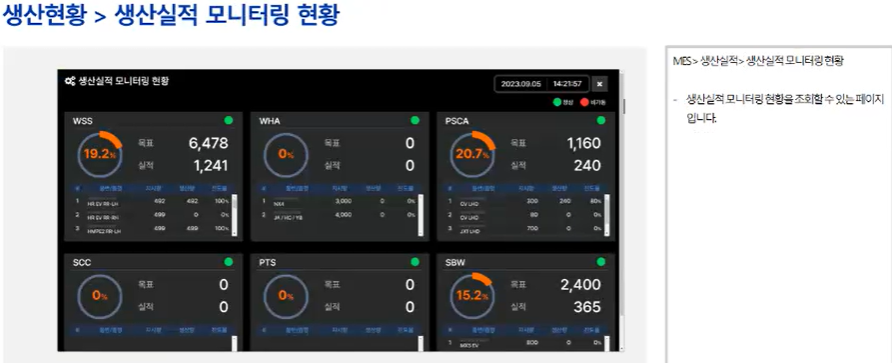 생산현황 > 생산실적 모니터링 현황
생산실적 모니터링 현황
2023.09.05 14:21:57 ×
정상 비가동
WSS
19.2%
목표 6,478
실적 1,241
# 품번/품명 지시량 생산량 진도율
1 HR EV RR-LH 492 492 100%
2 HR EV RR-RH 499 0 0%
3 499 499 100%
WHA
0%
목표 0
실적 0
# 품번/품명 지시량 생산량 진도율
1 NX4 3,000 0 0%
2 4,000 0 0%
PSCA
20.7%
목표 1,160
실적 240
# 품번/품명 지시량 생산량 진도율
1 CV LHD 300 240 80%
2 CV LHD 0 0%
3 700 0 0%
SCC
0%
목표 0
실적 0
# 품번/품명 지시량 생산량 진도율
PTS
0%
목표 0
실적 0
# 품번/품명 지시량 생산량 진도율
SBW
15.2%
목표 2,400
실적 365
# 품번/품명 지시량 생산량 진도율
1 800 0 0%
MES > 생산실적 > 생산실적 모니터링 현황
- 생산실적 모니터링 현황을 조회할 수 있는 페이지
입니다.